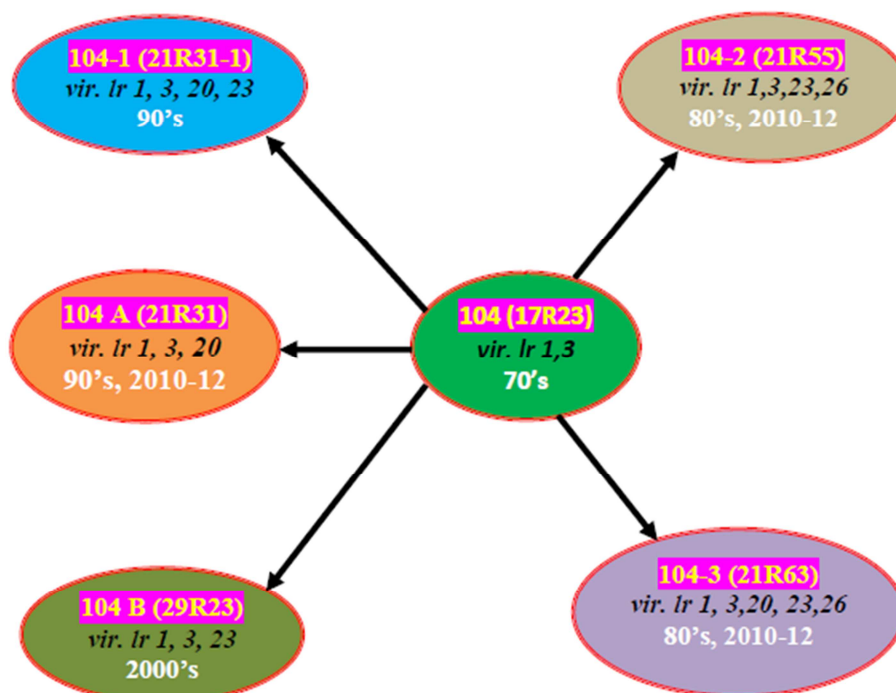 104-1 (21R31-1)
vir. lr 1, 3, 20, 23
90’s
104-2 (21R55)
vir. lr 1,3,23,26
80’s, 2010-12
104 A (21R31)
vir. lr 1, 3, 20
90’s, 2010-12
104 (17R23)
vir. lr 1,3
70’s
104 B (29R23)
vir. lr 1, 3, 23
2000’s
104-3 (21R63)
vir. lr 1, 3,20, 23,26
80’s, 2010-12